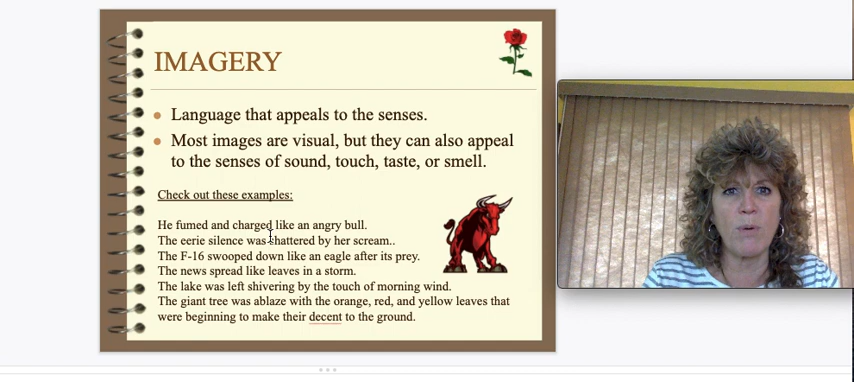 IMAGERY
Language that appeals to the senses.
Most images are visual, but they can also appeal
to the senses of sound, touch, taste, or smell.
Check out these examples:
He fumed and charged like an angry bull.
The eerie silence was shattered by her scream..
The F-16 swooped down like an eagle after its prey.
The news spread like leaves in a storm.
The lake was left shivering by the touch of morning wind.
The giant tree was ablaze with the orange, red, and yellow leaves that
were beginning to make their decent to the ground.